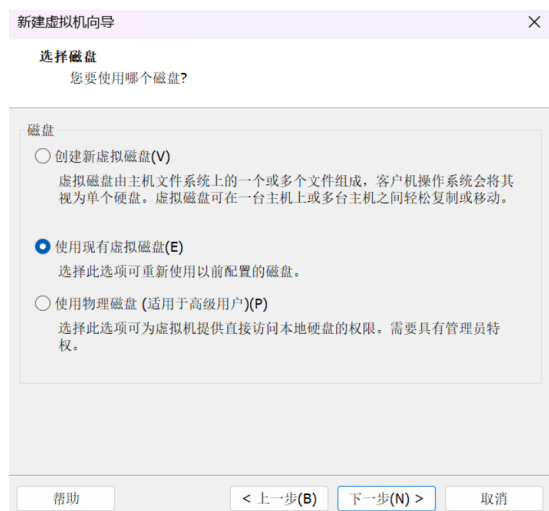 新建虚拟机向导
选择磁盘
您要使用哪个磁盘?
磁盘
创建新虚拟磁盘(V)
虚拟磁盘由主机文件系统上的一个或多个文件组成，客户机操作系统会将其
视为单个硬盘。虚拟磁盘可在一台主机上或多台主机之间轻松复制或移动。
使用现有虚拟磁盘(E)
选择此选项可重新使用以前配置的磁盘。
使用物理磁盘 (适用于高级用户)(P)
选择此选项可为虚拟机提供直接访问本地硬盘的权限。需要具有管理员特
权。
帮助 < 上一步(B) 下一步(N) > 取消